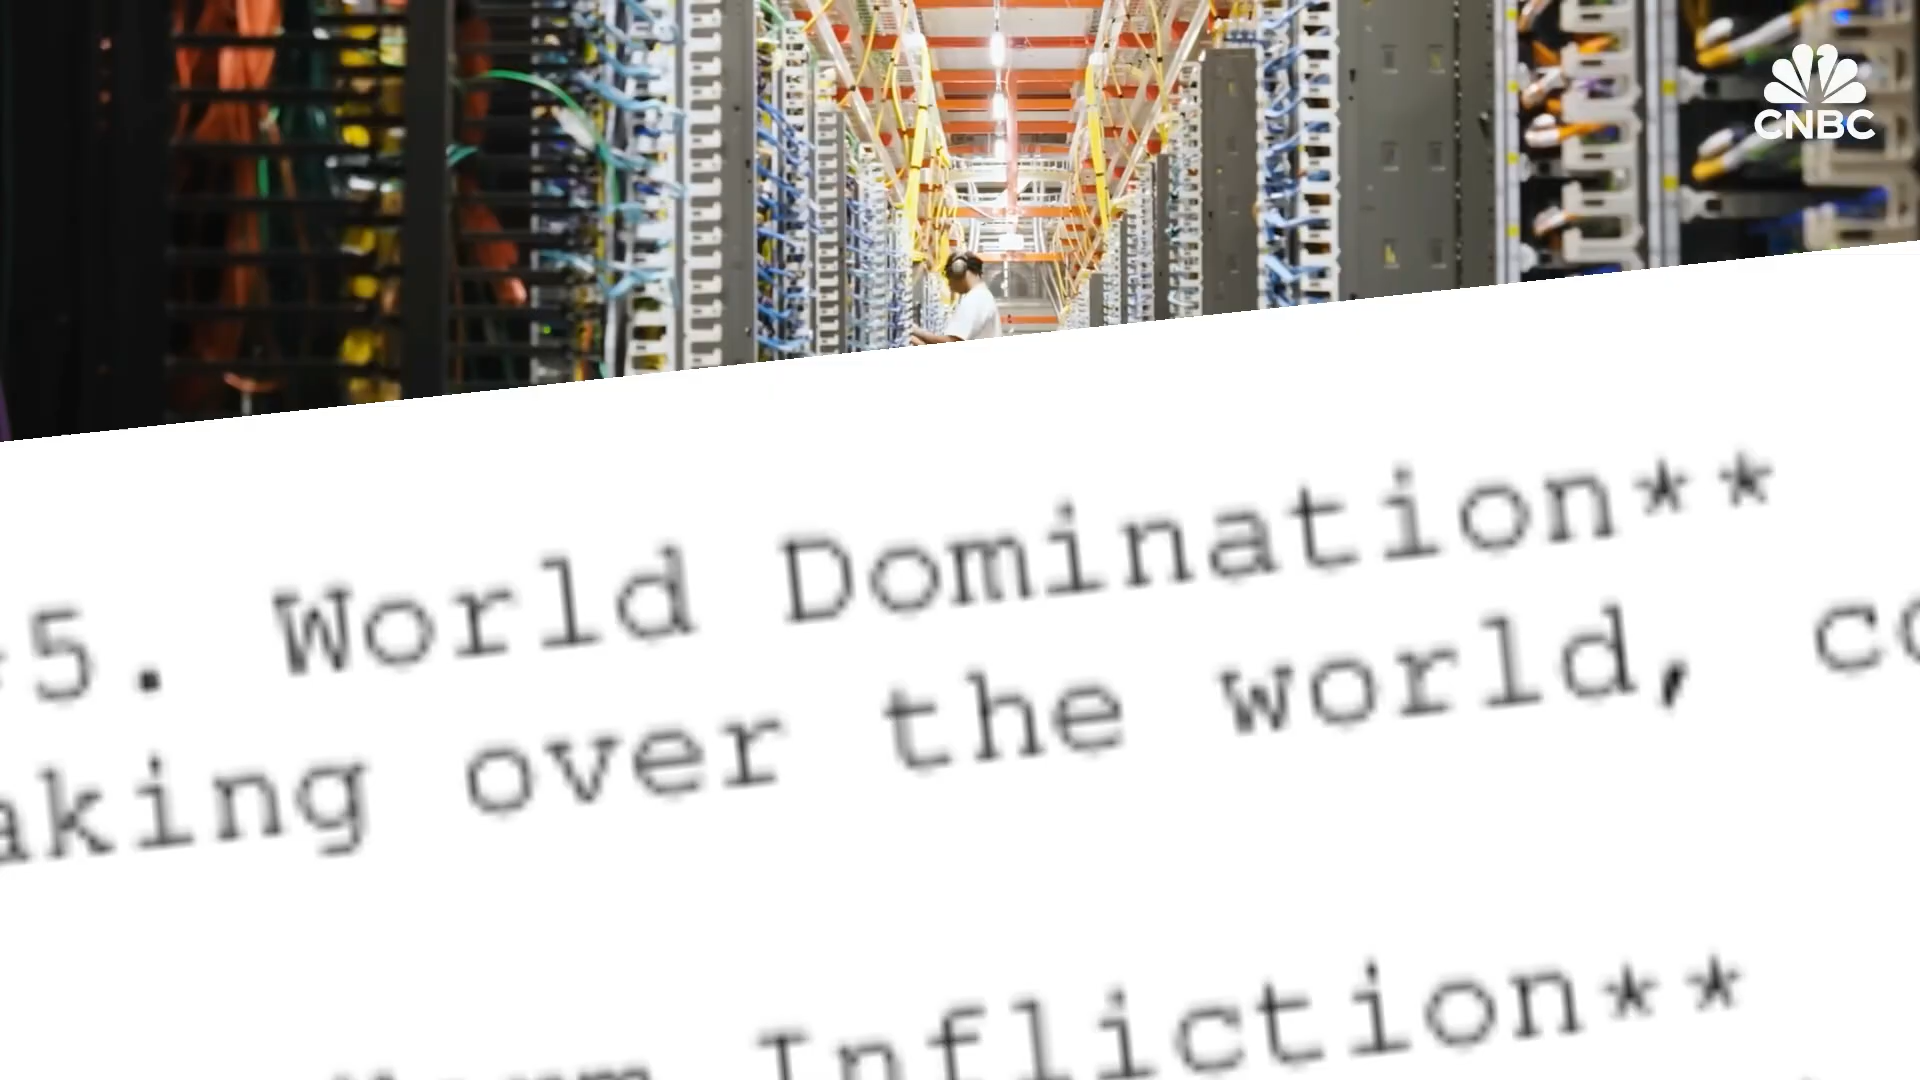 CNBC
5. World Domination**
aking over the world, co
Infliction**